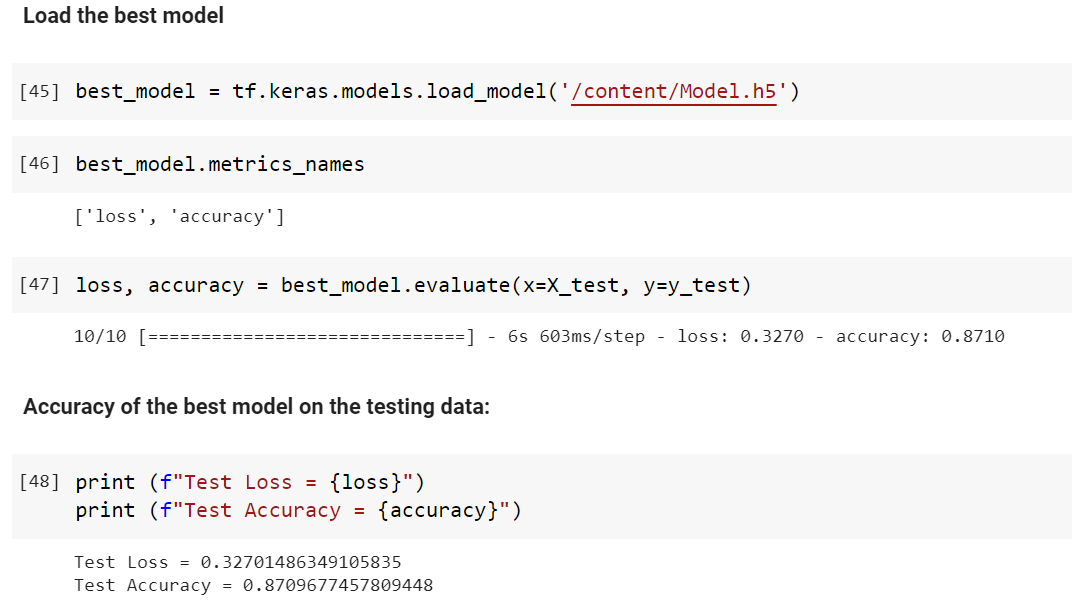 Load the best model
[45] best_model = tf.keras.models.load_model('/content/Model.h5')
[46] best_model.metrics_names
['loss', 'accuracy']
[47] loss, accuracy = best_model.evaluate(x=X_test, y=y_test)
10/10 [==============================] - 6s 603ms/step - loss: 0.3270 - accuracy: 0.8710
Accuracy of the best model on the testing data:
[48] print (f"Test Loss = {loss}")
print (f"Test Accuracy = {accuracy}")
Test Loss = 0.32701486349105835
Test Accuracy = 0.8709677457809448